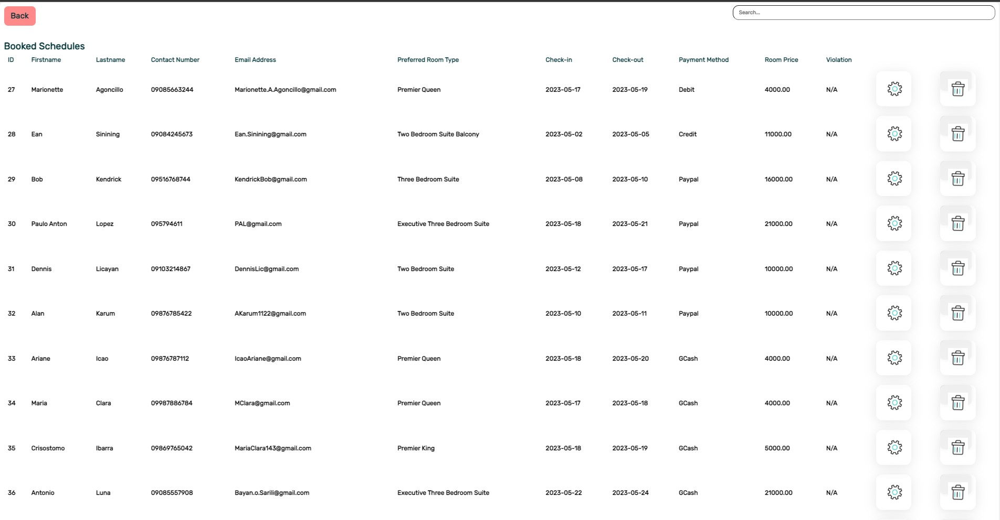 Back
Search...
Booked Schedules
ID Firstname Lastname Contact Number Email Address Preferred Room Type Check-in Check-out Payment Method Room Price Violation
27 Marionette Agoncillo 09085663244 Marionette.A.Agoncillo@gmail.com Premier Queen 2023-05-17 2023-05-19 Debit 4000.00 N/A
28 Ean Sinining 09084245673 Ean.Sinining@gmail.com Two Bedroom Suite Balcony 2023-05-02 2023-05-05 Credit 11000.00 N/A
29 Bob Kendrick 09516768744 KendrickBob@gmail.com Three Bedroom Suite 2023-05-08 2023-05-10 Paypal 16000.00 N/A
30 Paulo Anton Lopez 095794611 PAL@gmail.com Executive Three Bedroom Suite 2023-05-18 2023-05-21 Paypal 21000.00 N/A
31 Dennis Licayan 09103214867 DennisLic@gmail.com Two Bedroom Suite 2023-05-12 2023-05-17 Paypal 10000.00 N/A
32 Alan Karum 09876785422 AKarum1122@gmail.com Two Bedroom Suite 2023-05-10 2023-05-11 Paypal 10000.00 N/A
33 Ariane Icao 09876787112 IcaoAriane@gmail.com Premier Queen 2023-05-18 2023-05-20 GCash 4000.00 N/A
34 Maria Clara 09987886784 MClara@gmail.com Premier Queen 2023-05-17 2023-05-18 GCash 4000.00 N/A
35 Crisostomo Ibarra 09869765042 MariaClara143@gmail.com Premier King 2023-05-18 2023-05-19 GCash 5000.00 N/A
36 Antonio Luna 09085557908 Bayan.o.Sarili@gmail.com Executive Three Bedroom Suite 2023-05-22 2023-05-24 GCash 21000.00 N/A